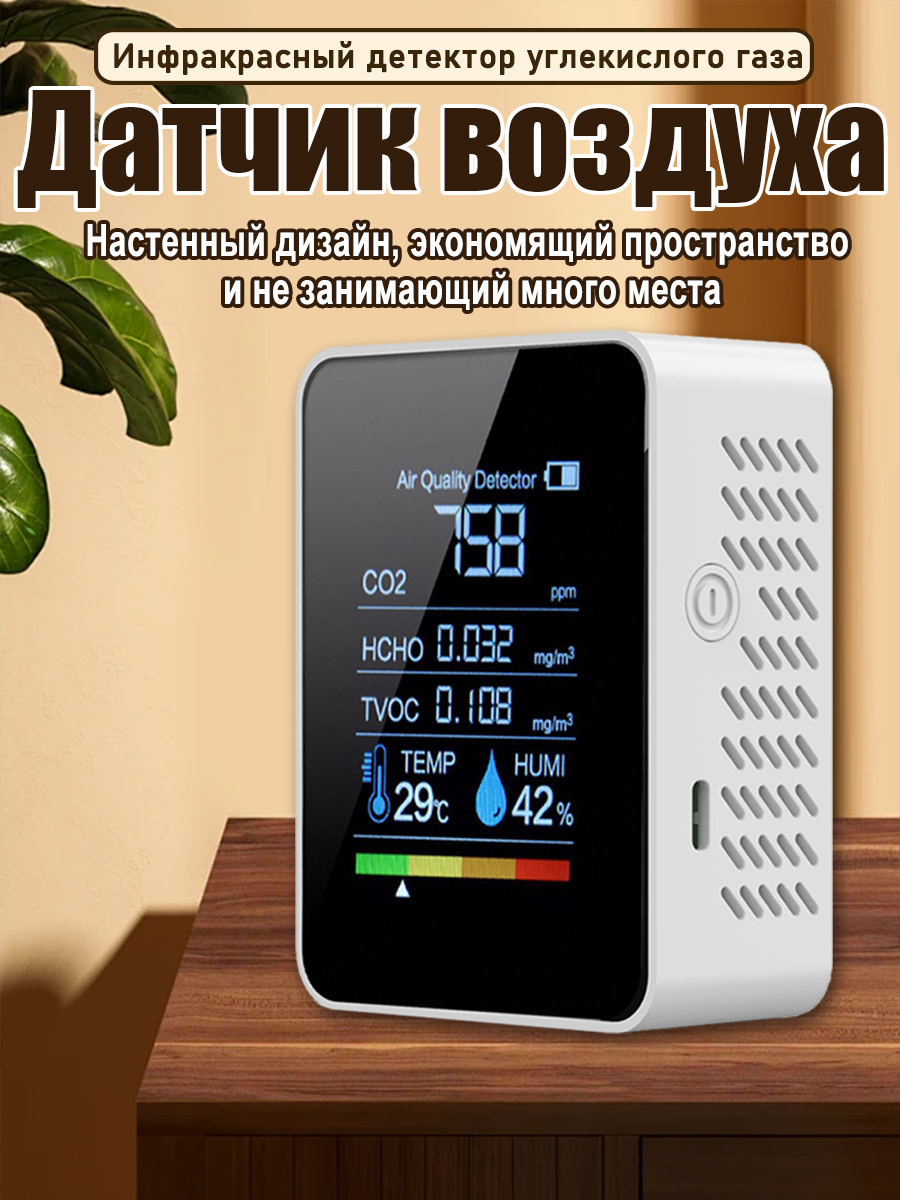 Инфракрасный детектор углекислого газа
Датчик воздуха
Настенный дизайн, экономящий пространство
и не занимающий много места
Air Quality Detector
758
CO2 ppm
HCHO 0.032 mg/m³
TVOC 0.108 mg/m³
TEMP HUMI
29°C 42%